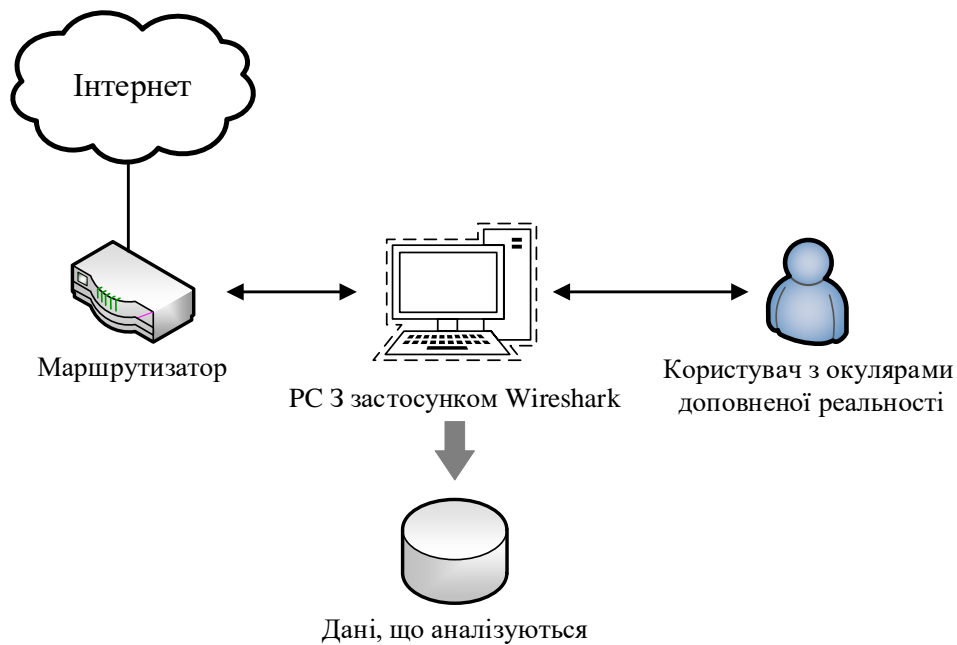 Інтернет
Маршрутизатор
PC З застосунком Wireshark
Користувач з окулярами
доповненої реальності
Дані, що аналізуються